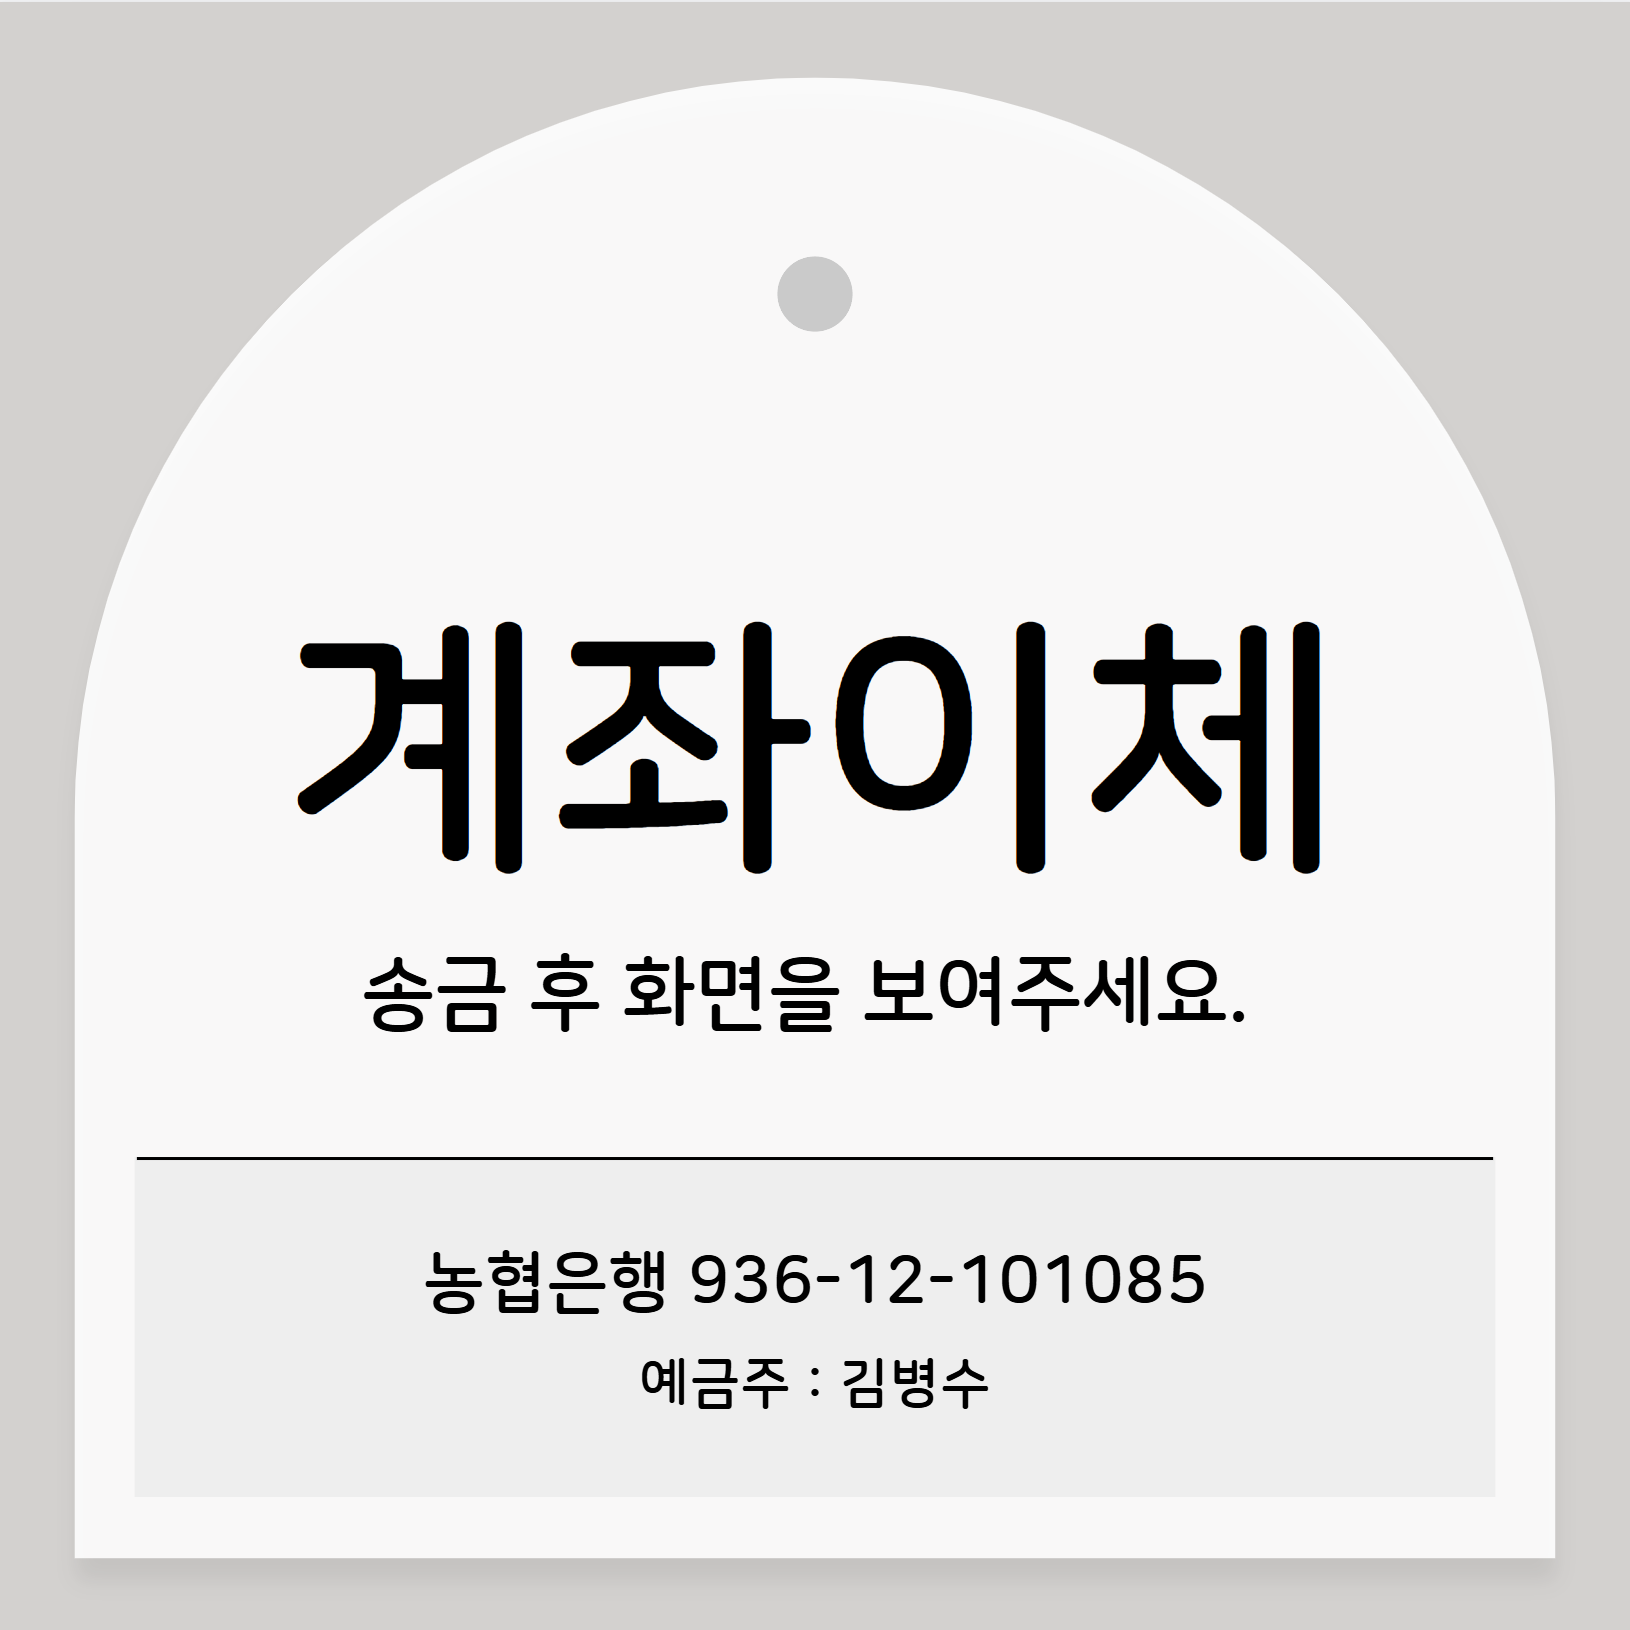 계좌이체
송금 후 화면을 보여주세요.
농협은행 936-12-101085
예금주 : 김병수